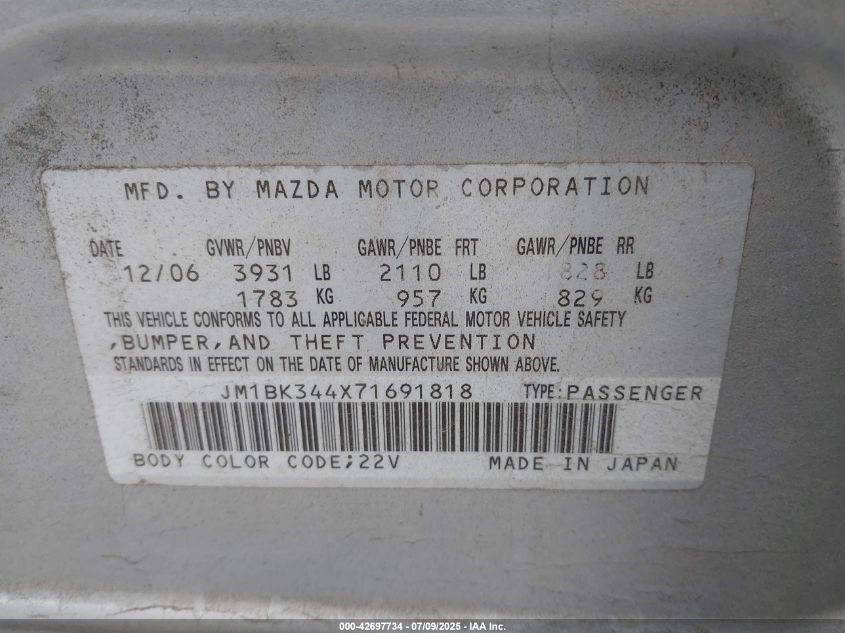 MFD. BY MAZDA MOTOR CORPORATION
DATE GVWR/PNBV GAWR/PNBE FRT GAWR/PNBE RR
12/06 3931 LB 2110 LB 1828 LB
1783 KG 957 KG 829 KG
THIS VEHICLE CONFORMS TO ALL APPLICABLE FEDERAL MOTOR VEHICLE SAFETY
,BUMPER,AND THEFT PREVENTION
STANDARDS IN EFFECT ON THE DATE OF MANUFACTURE SHOWN ABOVE.
JM1BK344X71691818 TYPE:PASSENGER
BODY COLOR CODE;22V MADE IN JAPAN
000-42697734 - 07/09/2025 - IAA Inc.